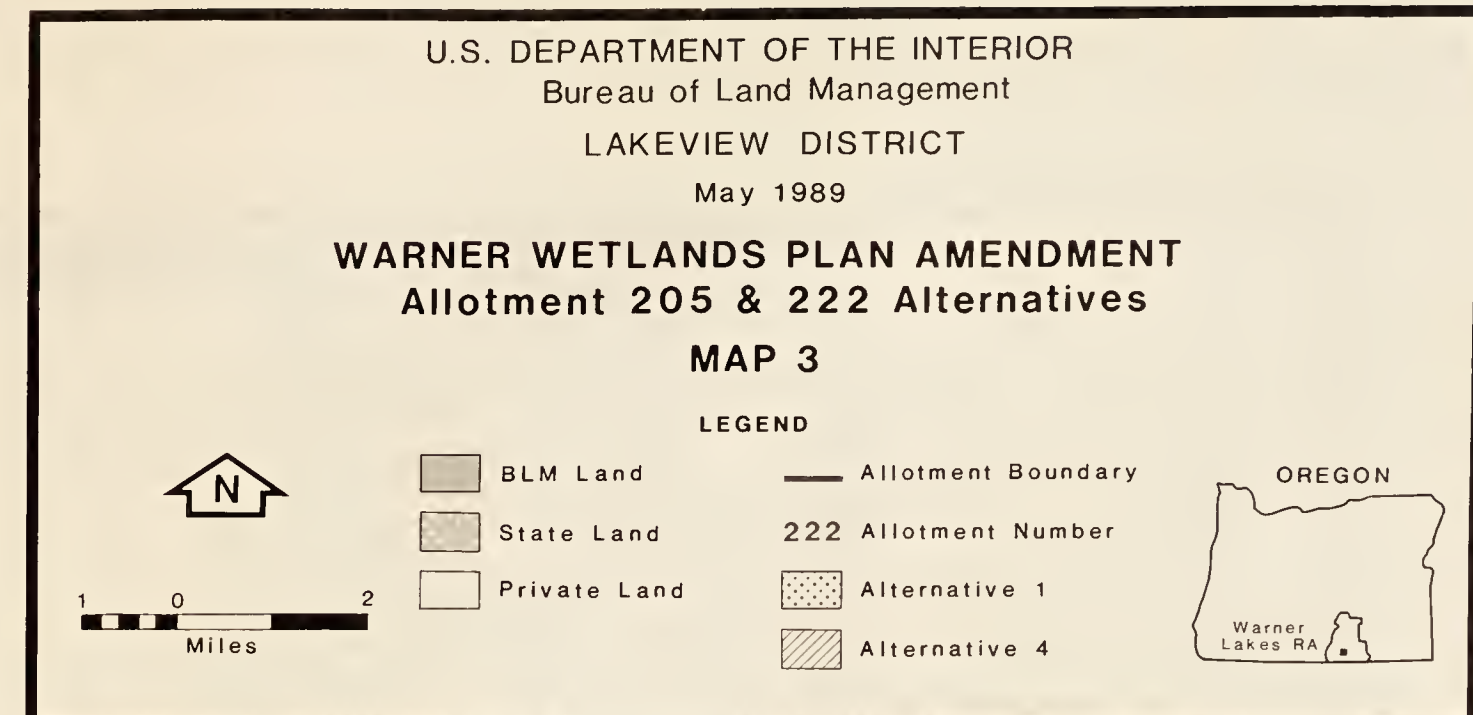 U.S. DEPARTMENT OF THE INTERIOR
Bureau of Land Management
LAKEVIEW DISTRICT
May 1989
WARNER WETLANDS PLAN AMENDMENT
Allotment 205 & 222 Alternatives
MAP 3
LEGEND
N
1 0 2
Miles
BLM Land
State Land
Private Land
Allotment Boundary
222 Allotment Number
Alternative 1
Alternative 4
OREGON
Warner
Lakes RA